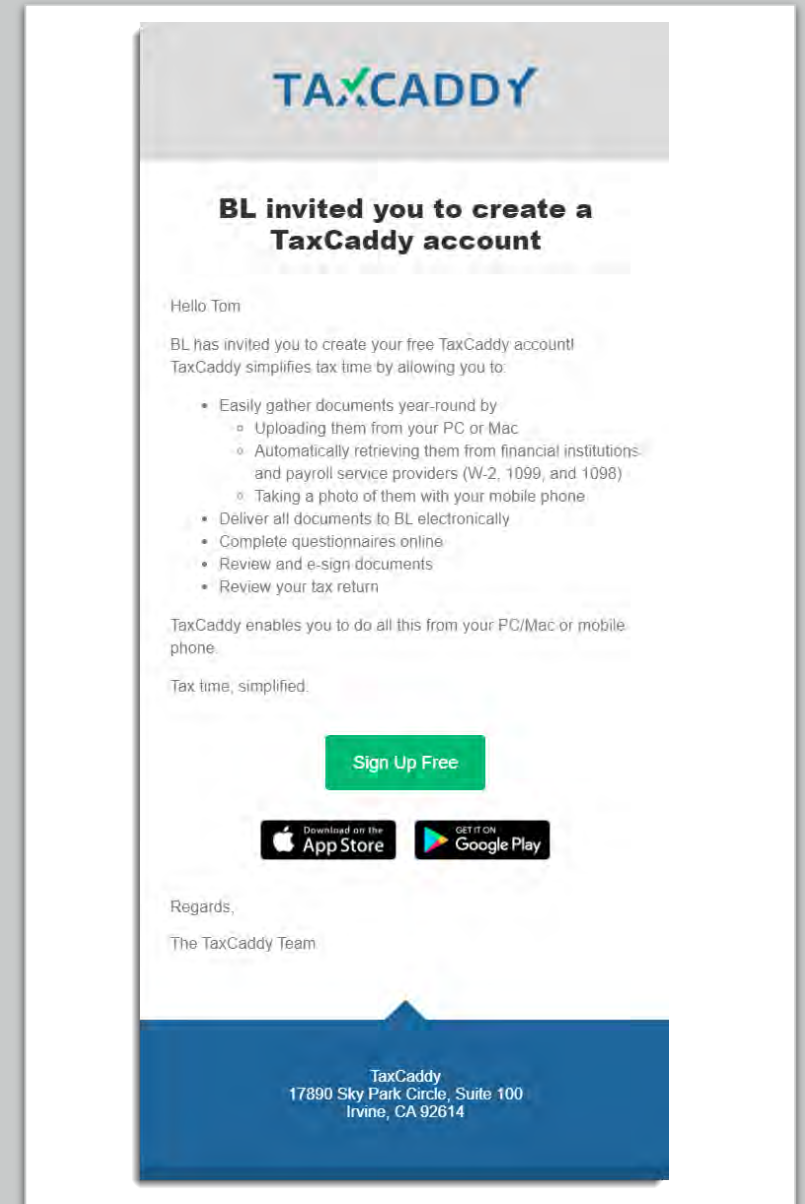 TAXCADDY
BL invited you to create a
TaxCaddy account
Hello Tom
BL has invited you to create your free TaxCaddy account!
TaxCaddy simplifies tax time by allowing you to:
• Easily gather documents year-round by
◦ Uploading them from your PC or Mac
◦ Automatically retrieving them from financial institutions
and payroll service providers (W-2, 1099, and 1098)
◦ Taking a photo of them with your mobile phone
• Deliver all documents to BL electronically
• Complete questionnaires online
• Review and e-sign documents
• Review your tax return
TaxCaddy enables you to do all this from your PC/Mac or mobile
phone.
Tax time, simplified.
Sign Up Free
Download on the
App Store
GET IT ON
Google Play
Regards,
The TaxCaddy Team
TaxCaddy
17890 Sky Park Circle, Suite 100
Irvine, CA 92614